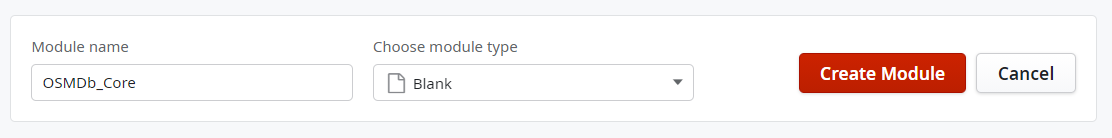 Module name
Choose module type
OSMDb_Core
Blank
Create Module
Cancel